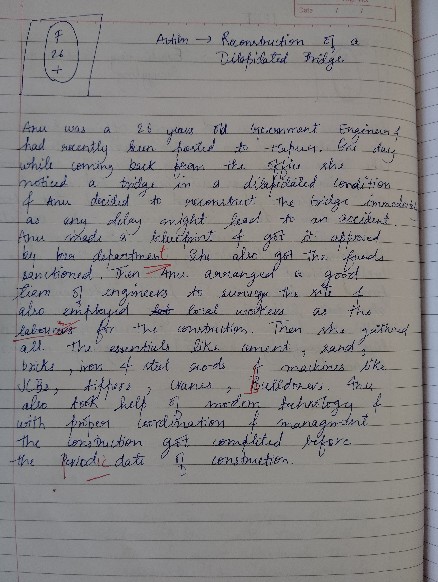 Date / /
F
26
+
Action → Reconstruction of a
Dilapilated Bridge
Anu was a 26 years old Government Engineer &
had recently been posted to Kapur. One day
while coming back from the office she
noticed a bridge in a dilapidated condition
& Anu decided to reconstruct the bridge
as any delay might lead to an accident.
Anu made a blueprint & got it approved
by her department. She also got the funds
sanctioned. Then Anu arranged a good
team of engineers to survey the site &
also employed local workers as the
labourers for the construction. Then she gathered
all the essentials like cement, sand,
bricks, iron & steel rods & machines like
JCBs, tippers, cranes, Bulldozers. Anu
also took help of modern technology &
with proper coordination & managment
the construction got completed before
the Periodic date of construction.